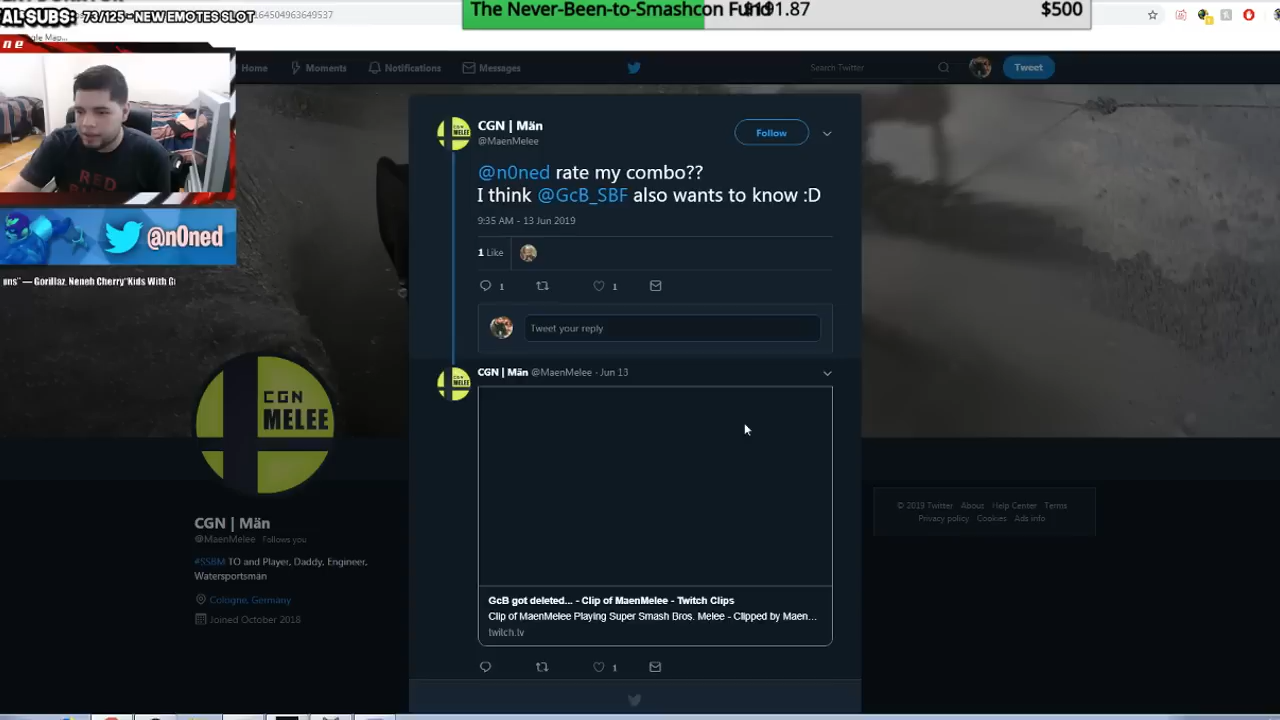 AL SUBS: 73/125 - NEW EMOTES SLOT
164504963649537
The Never-Been-to-Smashcon Fund
$191.87
$500
gle Map...
n e
Home
Moments
Notifications
Messages
Search Twitter
Tweet
CGN | Män
@MaenMelee
Follow
@n0ned rate my combo??
I think @GcB_SBF also wants to know :D
9:35 AM - 13 Jun 2019
1 Like
1
1
Tweet your reply
@n0ned
ons" — Gorillaz, Neneh Cherry"Kids With G
CGN | Män @MaenMelee · Jun 13
GcB got deleted... - Clip of MaenMelee - Twitch Clips
Clip of MaenMelee Playing Super Smash Bros. Melee - Clipped by Maen...
twitch.tv
1
CGN
MELEE
CGN | Män
@MaenMelee Follows you
#SSBM TO and Player, Daddy, Engineer,
Watersportsman
Cologne, Germany
Joined October 2018
© 2019 Twitter About Help Center Terms
Privacy policy Cookies Ads info